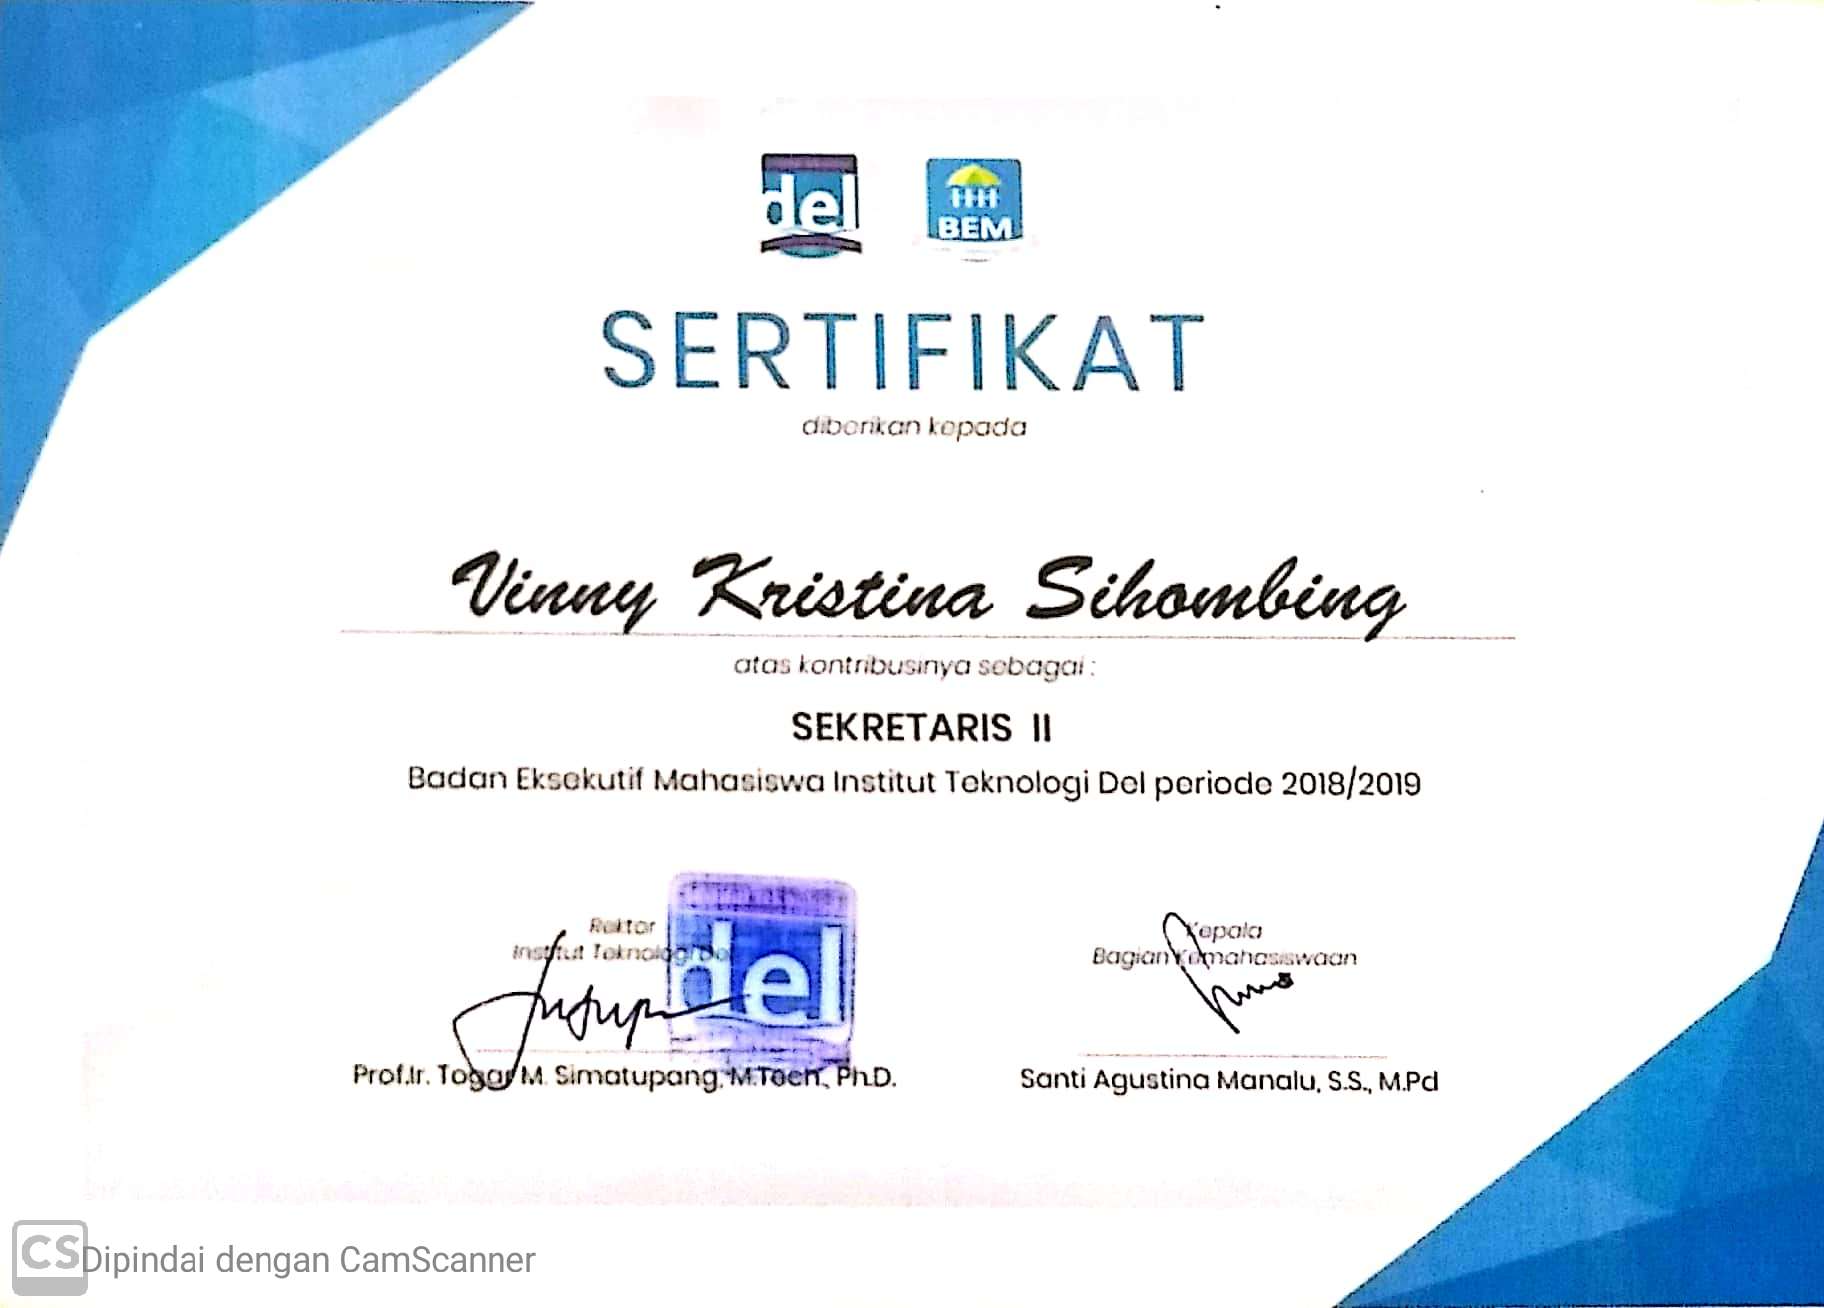 del
BEM
SERTIFIKAT
diberikan kepada
Vinny Kristina Sihombing
atas kontribusinya sebagai :
SEKRETARIS II
Badan Eksekutif Mahasiswa Institut Teknologi Del periode 2018/2019
Rektor
Institut Teknologi Del
del
Prof.Ir. Togar M. Simatupang, M.Tech., Ph.D.
Kepala
Bagian Kemahasiswaan
Santi Agustina Manalu, S.S., M.Pd
CS Dipindai dengan CamScanner